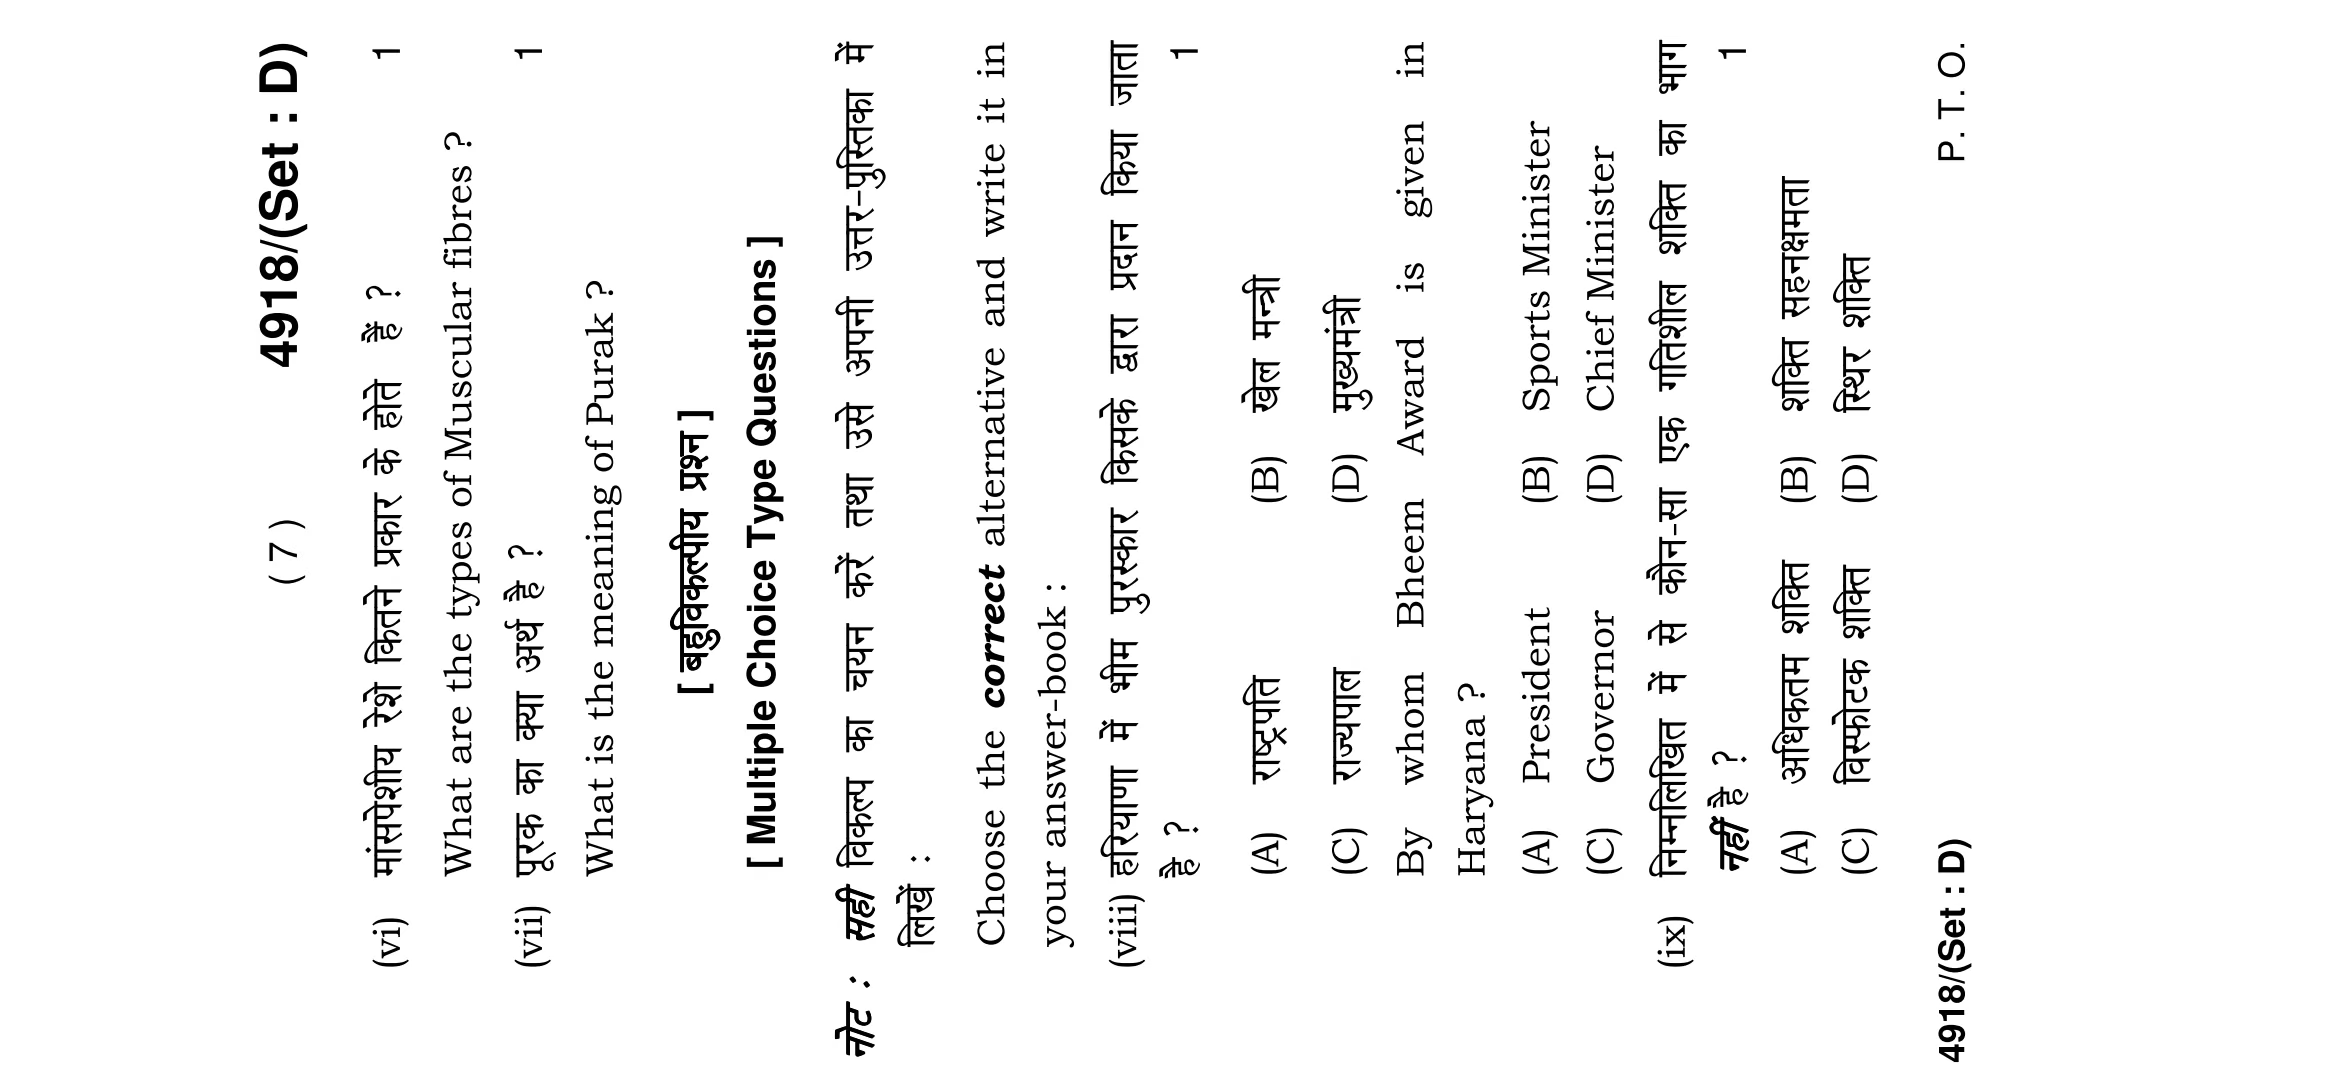 ( 7 ) 4918/(Set : D)
(vi) मांसपेशीय रेशे कितने प्रकार के होते हैं ? 1
What are the types of Muscular fibres ?
(vii) पूरक का क्या अर्थ है ? 1
What is the meaning of Purak ?
[ बहुविकल्पीय प्रश्न ]
[ Multiple Choice Type Questions ]
नोट : सही विकल्प का चयन करें तथा उसे अपनी उत्तर-पुस्तिका में
लिखें :
Choose the correct alternative and write it in
your answer-book :
(viii) हरियाणा में भीम पुरस्कार किसके द्वारा प्रदान किया जाता
है ? 1
(A) राष्ट्रपति (B) खेल मन्त्री
(C) राज्यपाल (D) मुख्यमंत्री
By whom Bheem Award is given in
Haryana ?
(A) President (B) Sports Minister
(C) Governor (D) Chief Minister
(ix) निम्नलिखित में से कौन-सा एक गतिशील शक्ति का भाग
नहीं है ? 1
(A) अधिकतम शक्ति (B) शक्ति सहनक्षमता
(C) विस्फोटक शक्ति (D) स्थिर शक्ति
4918/(Set : D) P. T. O.